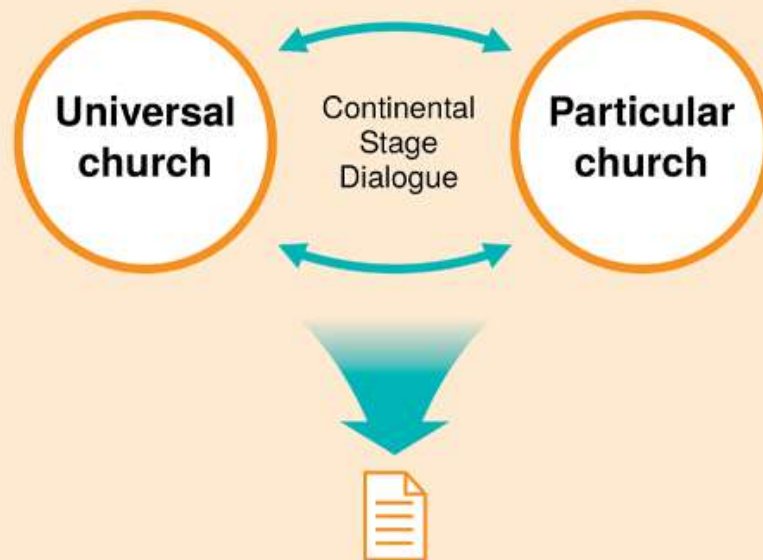 Universal
church
Continental
Stage
Dialogue
Particular
church